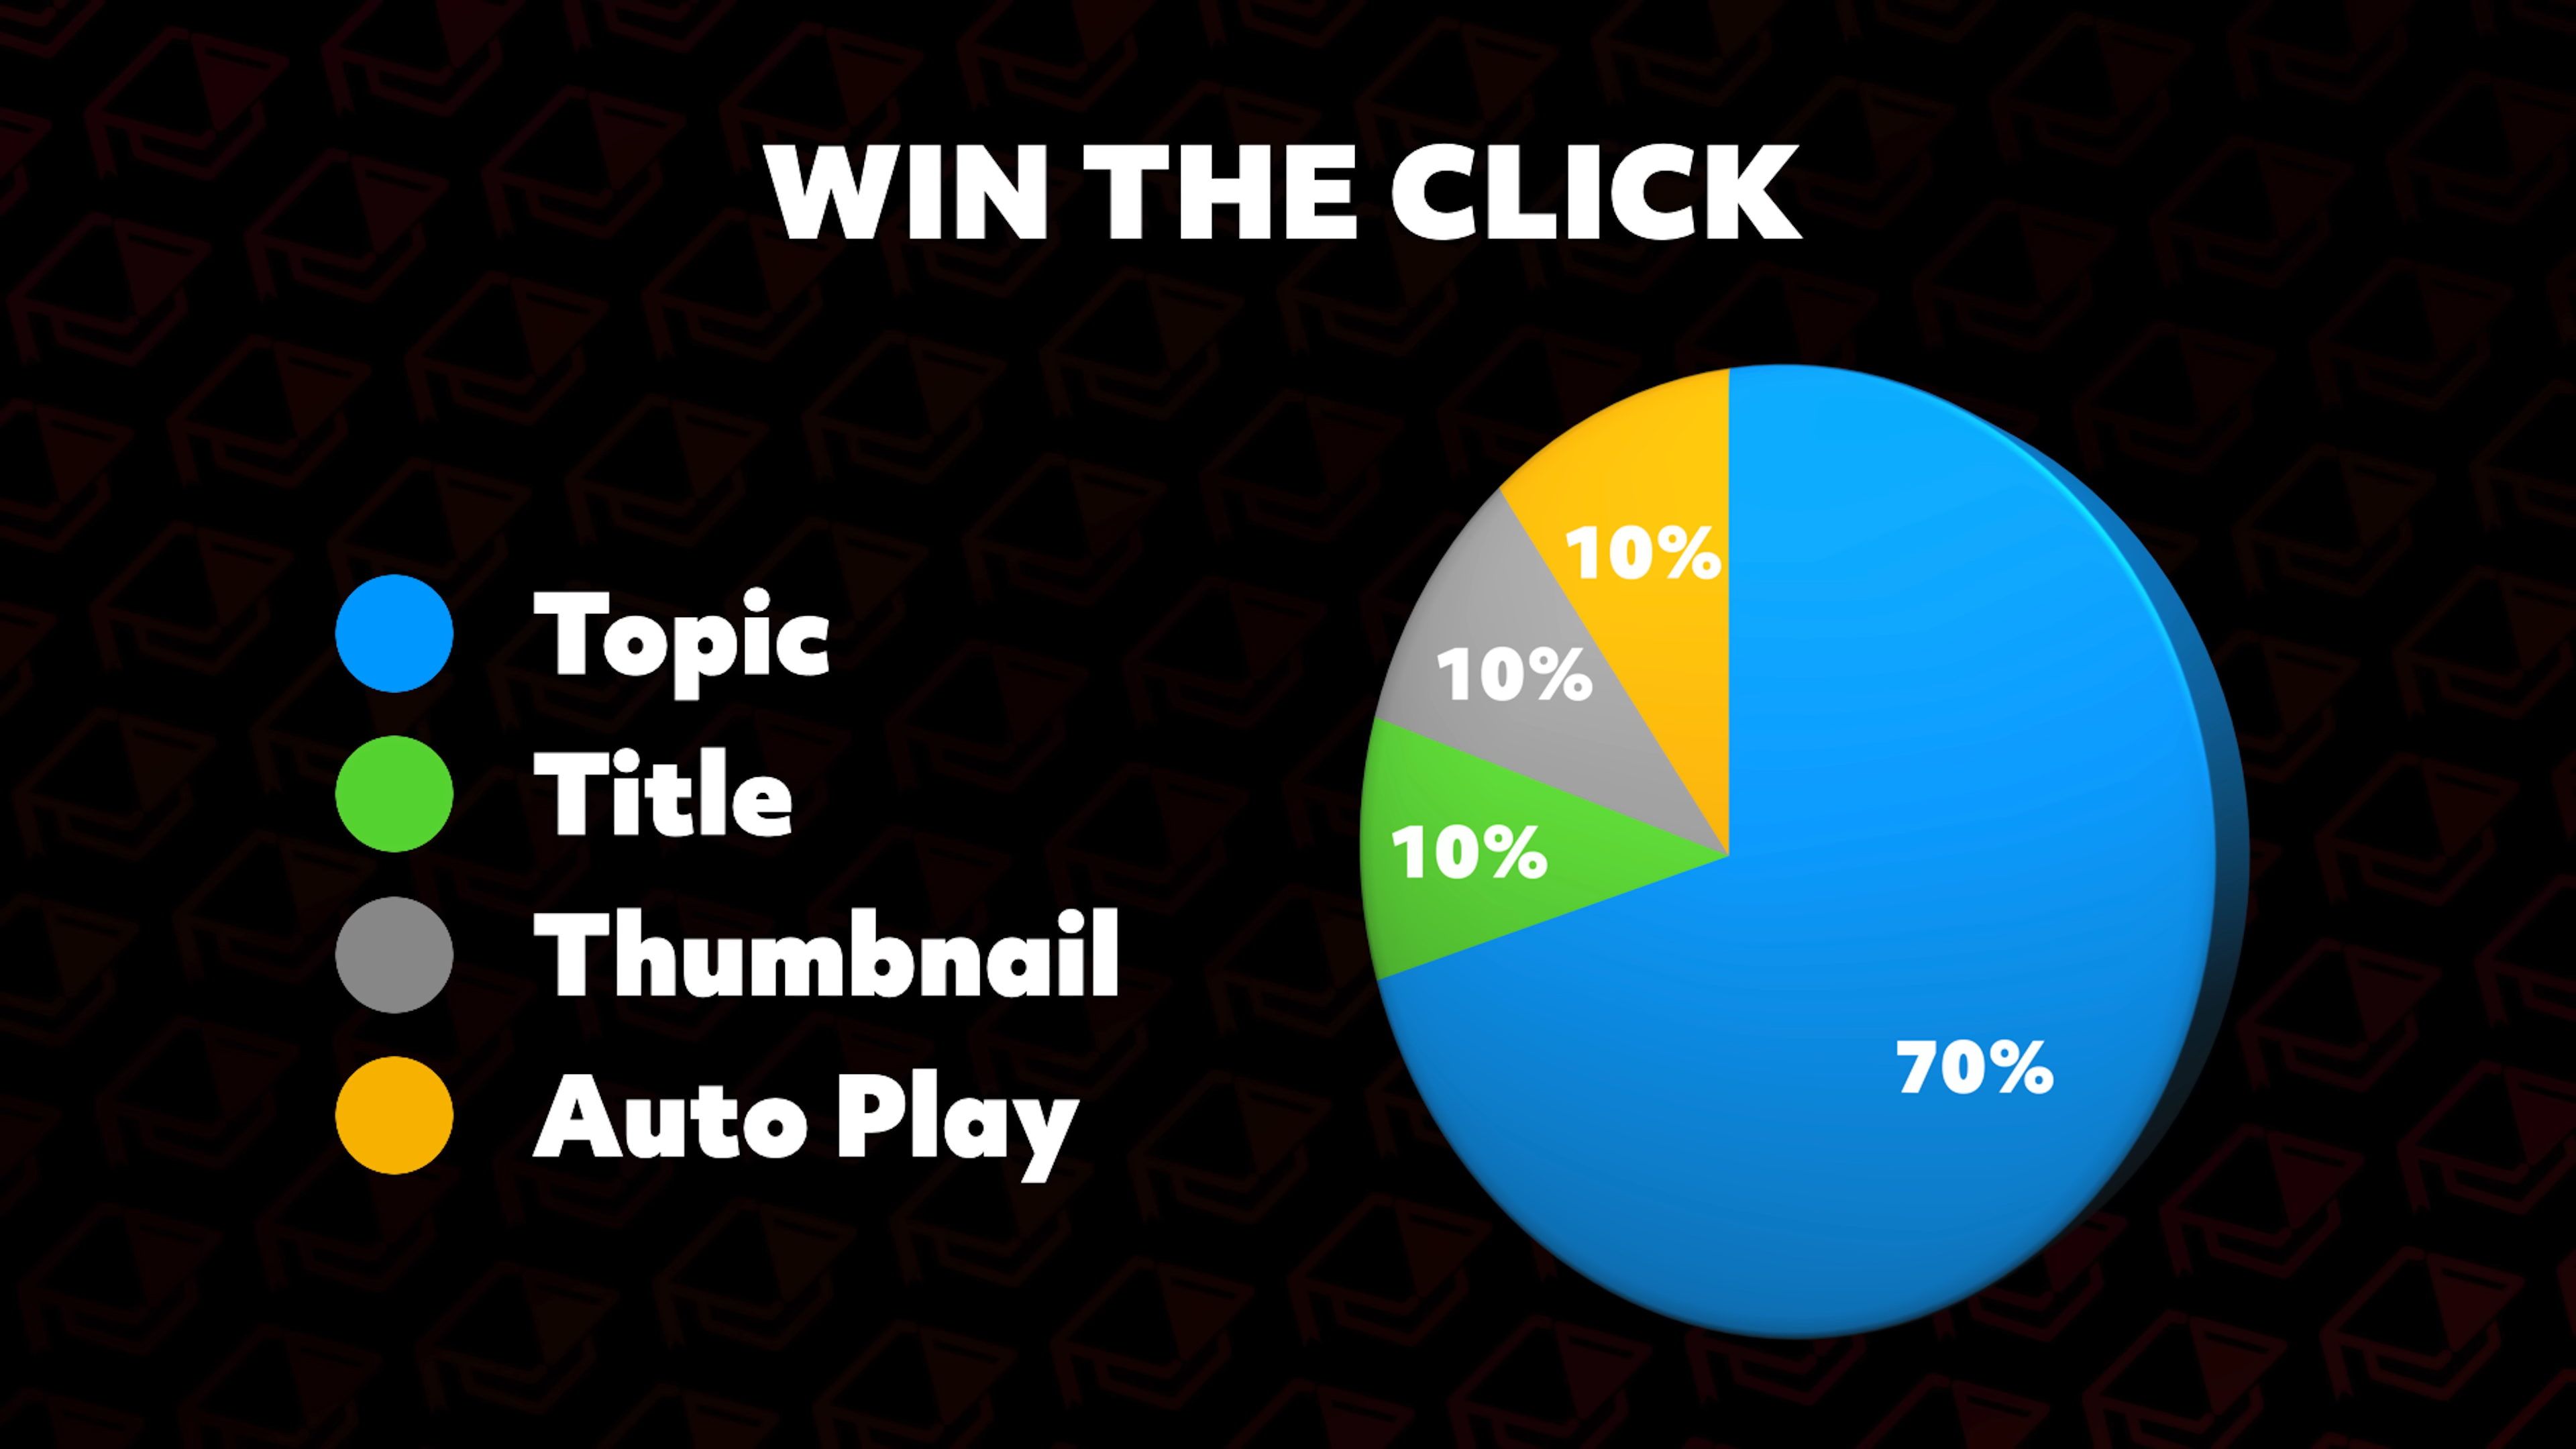 WIN THE CLICK
Topic
Title
Thumbnail
Auto Play
10%
10%
10%
70%